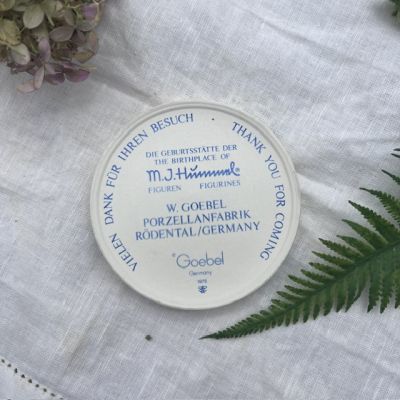 VIELEN DANK FÜR IHREN BESUCH
THANK YOU FOR COMING
DIE GEBURTSSTÄTTE DER
THE BIRTHPLACE OF
M.J.Hummel®
FIGUREN FIGURINES
W. GOEBEL
PORZELLANFABRIK
RÖDENTAL/GERMANY
Goebel
Germany